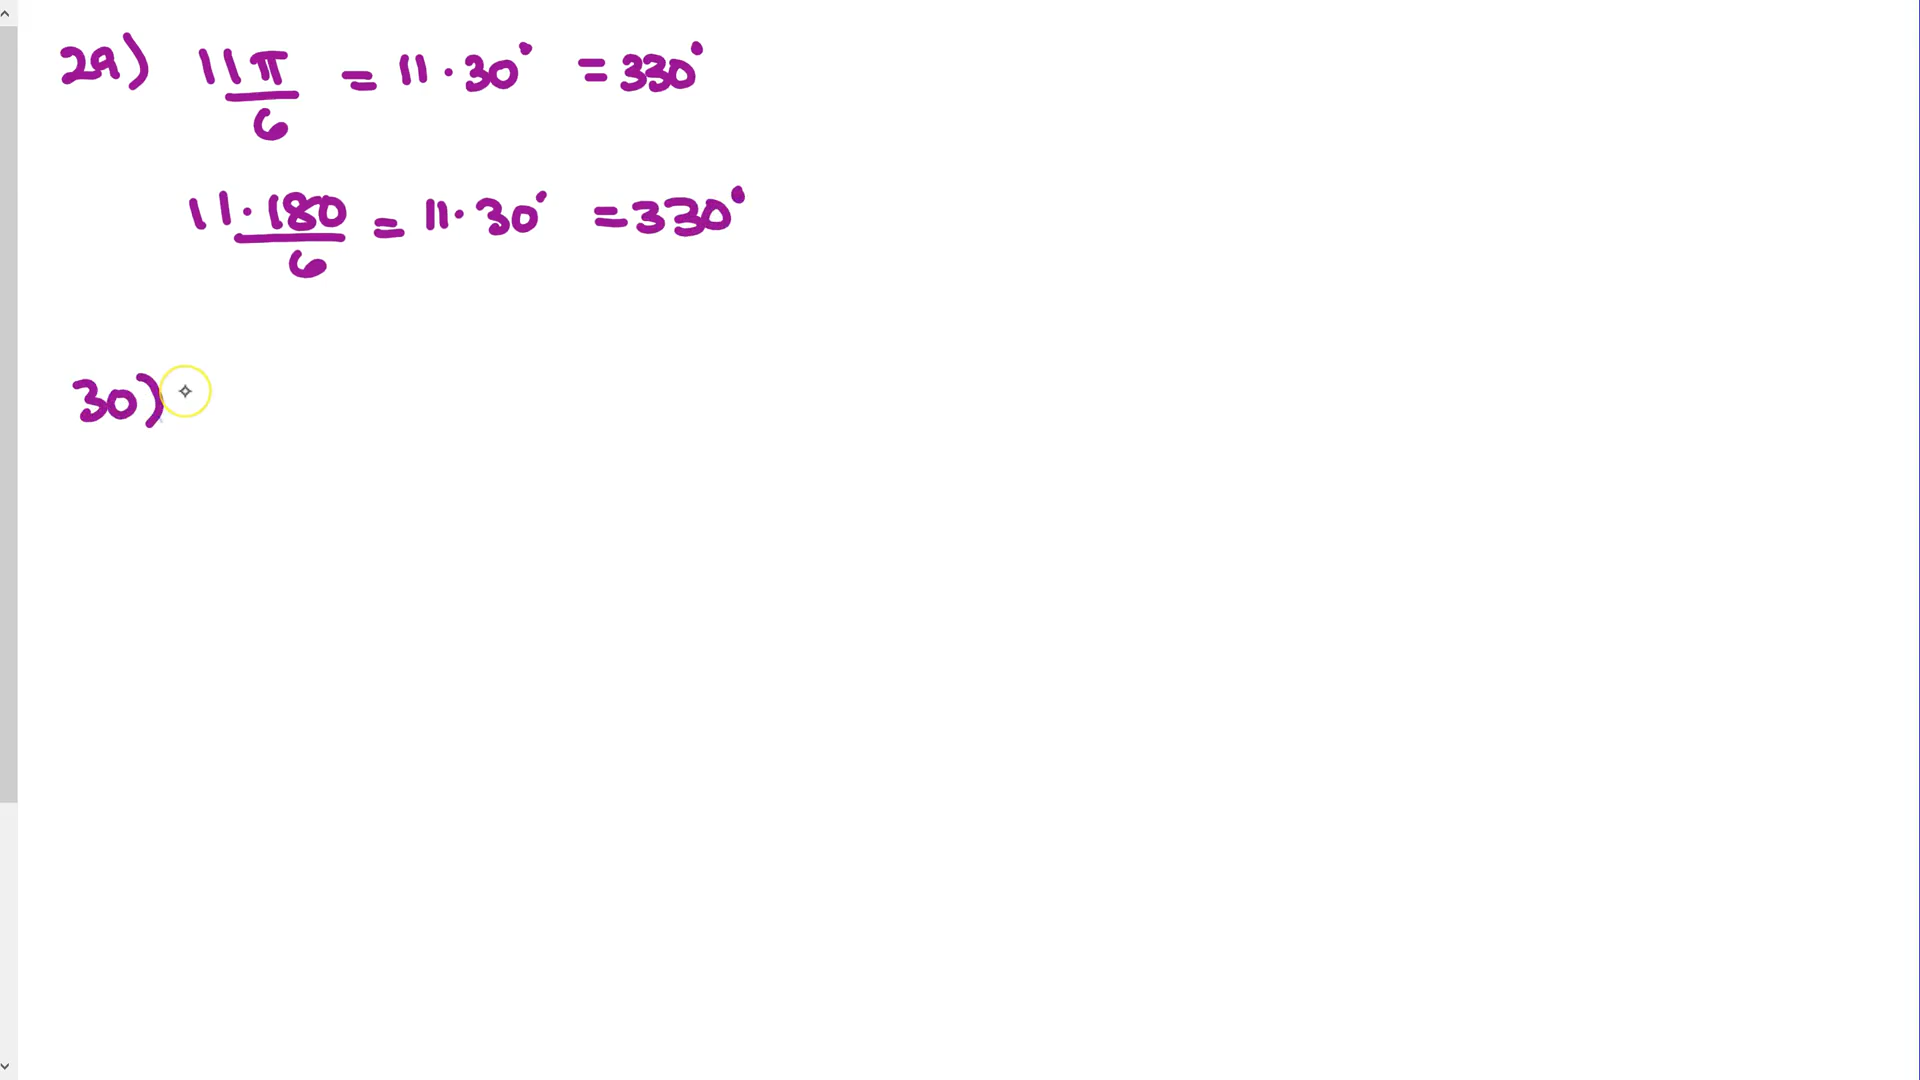 29) 11π/6 = 11·30° = 330°
11·180/6 = 11·30° = 330°
30)